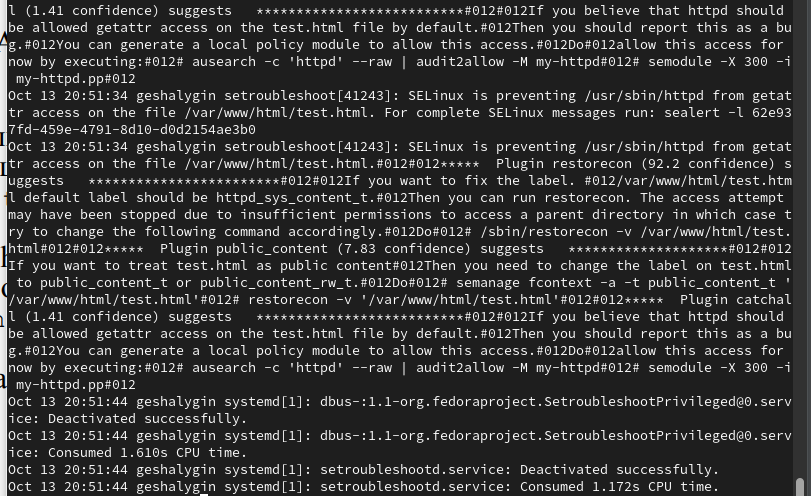 l (1.41 confidence) suggests   **************************#012#012If you believe that httpd should
be allowed getattr access on the test.html file by default.#012Then you should report this as a bu
g.#012You can generate a local policy module to allow this access.#012Do#012allow this access for
now by executing:#012# ausearch -c 'httpd' --raw | audit2allow -M my-httpd#012# semodule -X 300 -i
 my-httpd.pp#012
Oct 13 20:51:34 geshalygin setroubleshoot[41243]: SELinux is preventing /usr/sbin/httpd from getat
tr access on the file /var/www/html/test.html. For complete SELinux messages run: sealert -l 62e93
7fd-459e-4791-8d10-d0d2154ae3b0
Oct 13 20:51:34 geshalygin setroubleshoot[41243]: SELinux is preventing /usr/sbin/httpd from getat
tr access on the file /var/www/html/test.html.#012#012*****  Plugin restorecon (92.2 confidence) s
uggests   ************************#012#012If you want to fix the label. #012/var/www/html/test.htm
l default label should be httpd_sys_content_t.#012Then you can run restorecon. The access attempt
may have been stopped due to insufficient permissions to access a parent directory in which case t
ry to change the following command accordingly.#012Do#012# /sbin/restorecon -v /var/www/html/test.
html#012#012*****  Plugin public_content (7.83 confidence) suggests   ********************#012#012
If you want to treat test.html as public content#012Then you need to change the label on test.html
 to public_content_t or public_content_rw_t.#012Do#012# semanage fcontext -a -t public_content_t '
/var/www/html/test.html'#012# restorecon -v '/var/www/html/test.html'#012#012*****  Plugin catchal
l (1.41 confidence) suggests   **************************#012#012If you believe that httpd should
be allowed getattr access on the test.html file by default.#012Then you should report this as a bu
g.#012You can generate a local policy module to allow this access.#012Do#012allow this access for
now by executing:#012# ausearch -c 'httpd' --raw | audit2allow -M my-httpd#012# semodule -X 300 -i
 my-httpd.pp#012
Oct 13 20:51:44 geshalygin systemd[1]: dbus-:1.1-org.fedoraproject.SetroubleshootPrivileged@0.serv
ice: Deactivated successfully.
Oct 13 20:51:44 geshalygin systemd[1]: dbus-:1.1-org.fedoraproject.SetroubleshootPrivileged@0.serv
ice: Consumed 1.610s CPU time.
Oct 13 20:51:44 geshalygin systemd[1]: setroubleshootd.service: Deactivated successfully.
Oct 13 20:51:44 geshalygin systemd[1]: setroubleshootd.service: Consumed 1.172s CPU time.